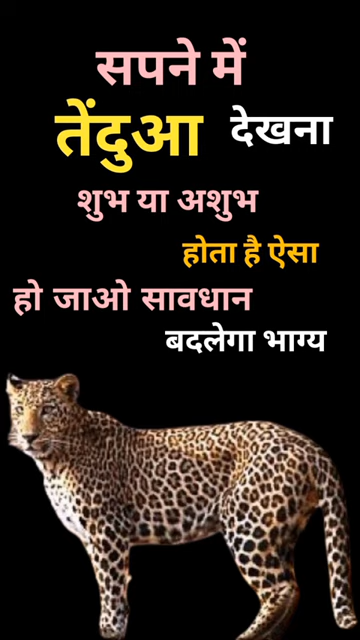 सपने में
तेंदुआ देखना
शुभ या अशुभ
होता है ऐसा
हो जाओ सावधान
बदलेगा भाग्य